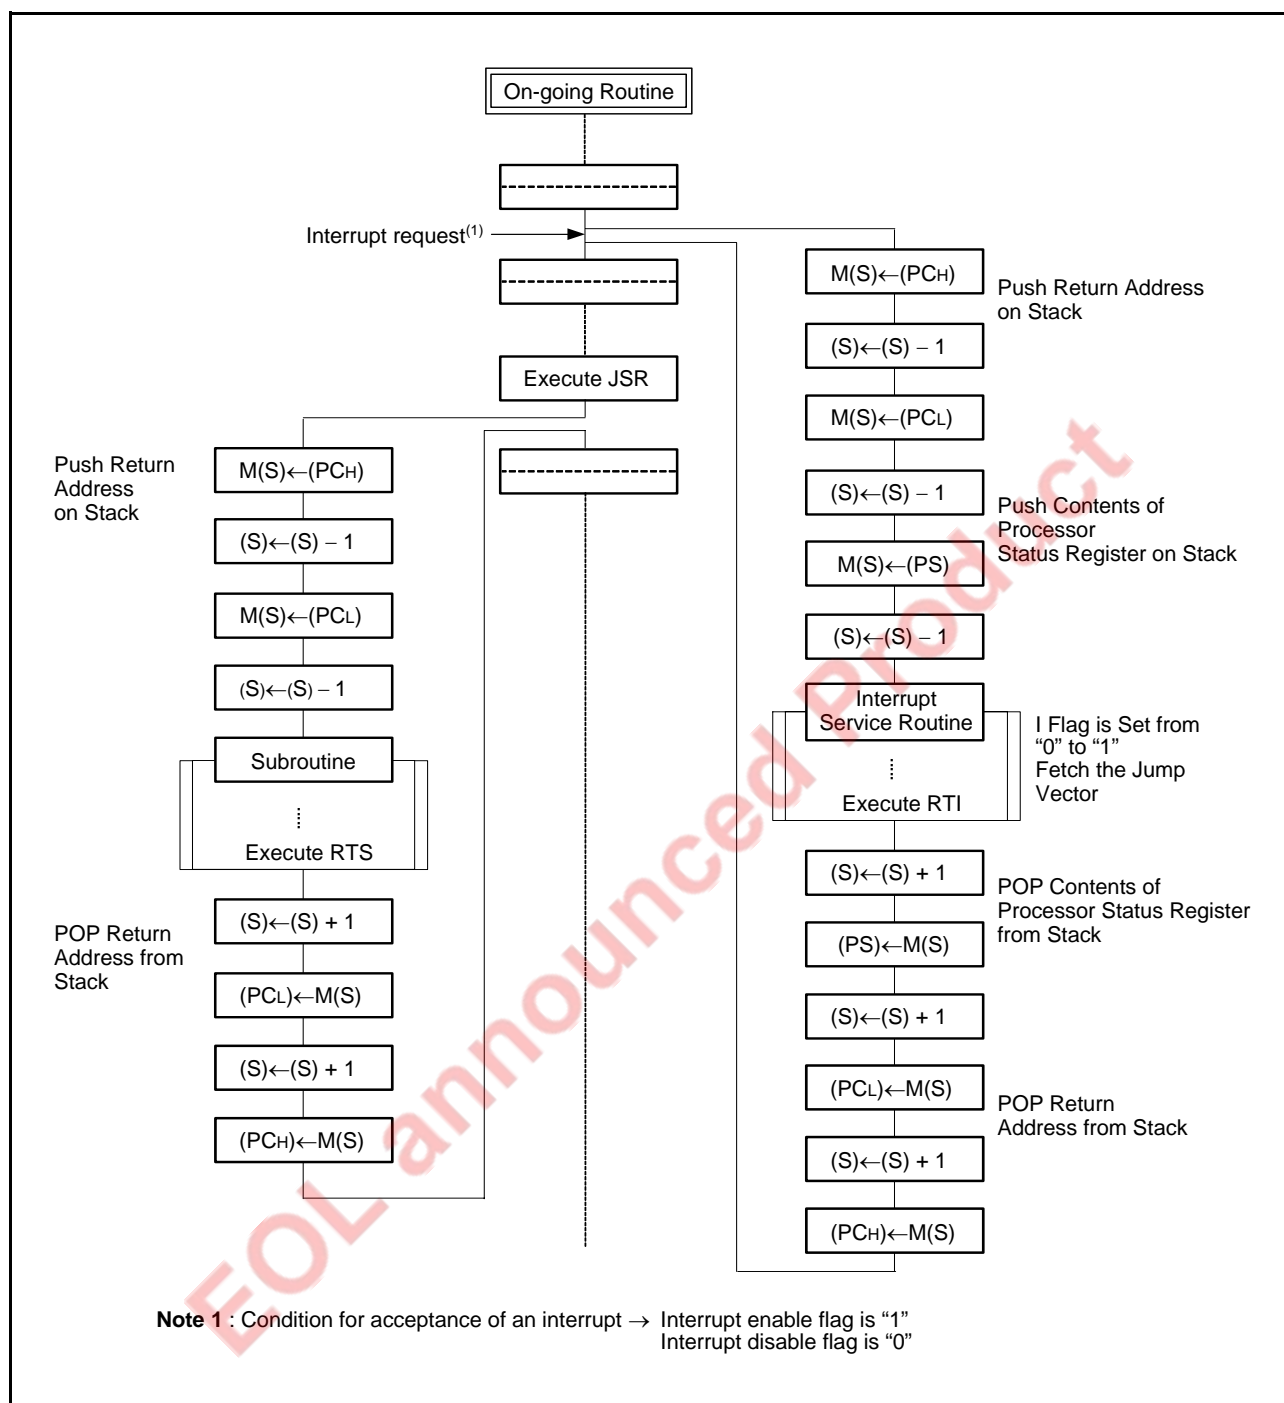 On-going Routine
Interrupt request(1)
Execute JSR
Push Return
Address
on Stack
M(S)←(PCH)
(S)←(S) − 1
M(S)←(PCL)
(S)←(S) − 1
Subroutine
Execute RTS
POP Return
Address from
Stack
(S)←(S) + 1
(PCL)←M(S)
(S)←(S) + 1
(PCH)←M(S)
M(S)←(PCH)
Push Return Address
on Stack
(S)←(S) − 1
M(S)←(PCL)
(S)←(S) − 1
Push Contents of
Processor
Status Register on Stack
M(S)←(PS)
(S)←(S) − 1
Interrupt
Service Routine
Execute RTI
I Flag is Set from
“0” to “1”
Fetch the Jump
Vector
(S)←(S) + 1
POP Contents of
Processor Status Register
from Stack
(PS)←M(S)
(S)←(S) + 1
(PCL)←M(S)
POP Return
Address from Stack
(S)←(S) + 1
(PCH)←M(S)
Note 1 : Condition for acceptance of an interrupt → Interrupt enable flag is “1”
Interrupt disable flag is “0”
EOL announced Product